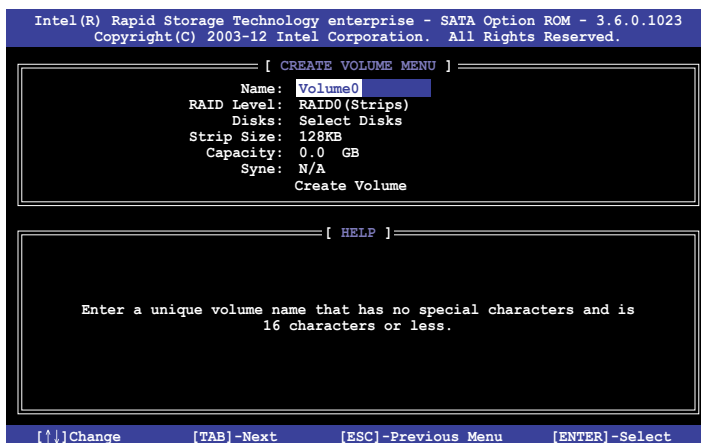 Intel(R) Rapid Storage Technology enterprise - SATA Option ROM - 3.6.0.1023
Copyright(C) 2003-12 Intel Corporation.  All Rights Reserved.
[ CREATE VOLUME MENU ]
Name: Volume0
RAID Level: RAID0(Strips)
Disks: Select Disks
Strip Size: 128KB
Capacity: 0.0  GB
Syne: N/A
Create Volume
[ HELP ]
Enter a unique volume name that has no special characters and is
16 characters or less.
[↑↓]Change [TAB]-Next [ESC]-Previous Menu [ENTER]-Select